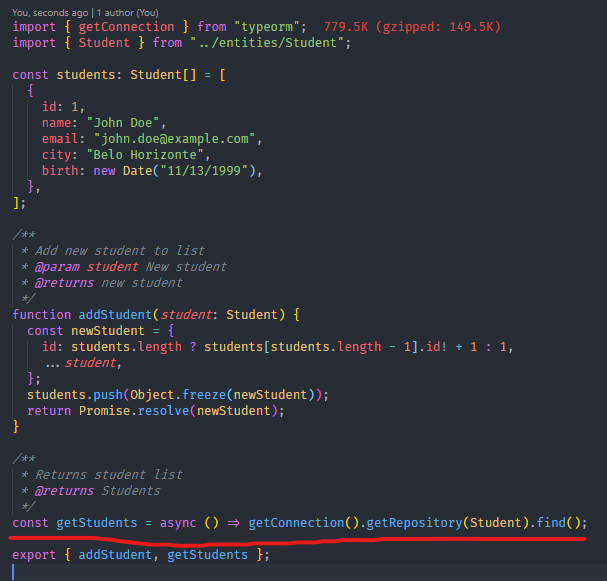 You, seconds ago | 1 author (You)
import { getConnection } from "typeorm";  779.5K (gzipped: 149.5K)
import { Student } from "../entities/Student";

const students: Student[] = [
  {
    id: 1,
    name: "John Doe",
    email: "john.doe@example.com",
    city: "Belo Horizonte",
    birth: new Date("11/13/1999"),
  },
];

/**
 * Add new student to list
 * @param student New student
 * @returns new student
 */
function addStudent(student: Student) {
  const newStudent = {
    id: students.length ? students[students.length - 1].id! + 1 : 1,
    ...student,
  };
  students.push(Object.freeze(newStudent));
  return Promise.resolve(newStudent);
}

/**
 * Returns student list
 * @returns Students
 */
const getStudents = async () => getConnection().getRepository(Student).find();

export { addStudent, getStudents };